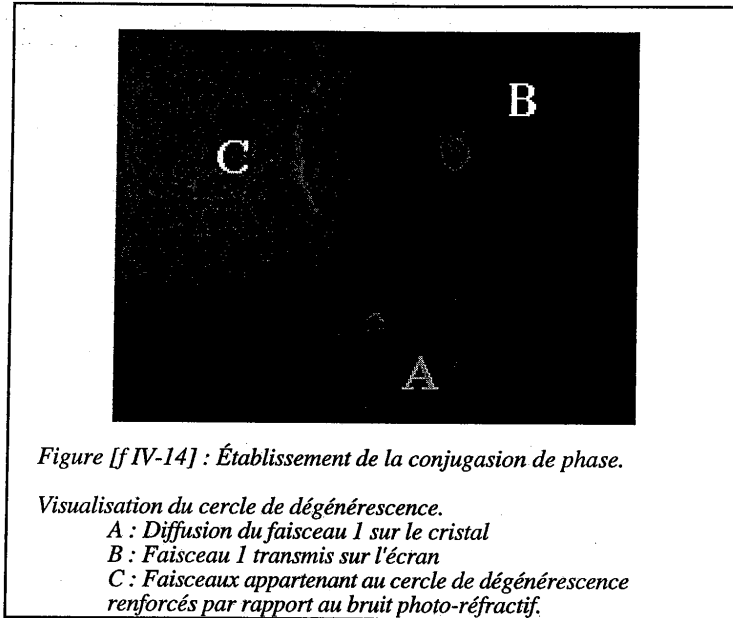 B
C
A
Figure [f IV-14] : Établissement de la conjugasion de phase.
Visualisation du cercle de dégénérescence.
A : Diffusion du faisceau 1 sur le cristal
B : Faisceau 1 transmis sur l'écran
C : Faisceaux appartenant au cercle de dégénérescence
renforcés par rapport au bruit photo-réfractif.